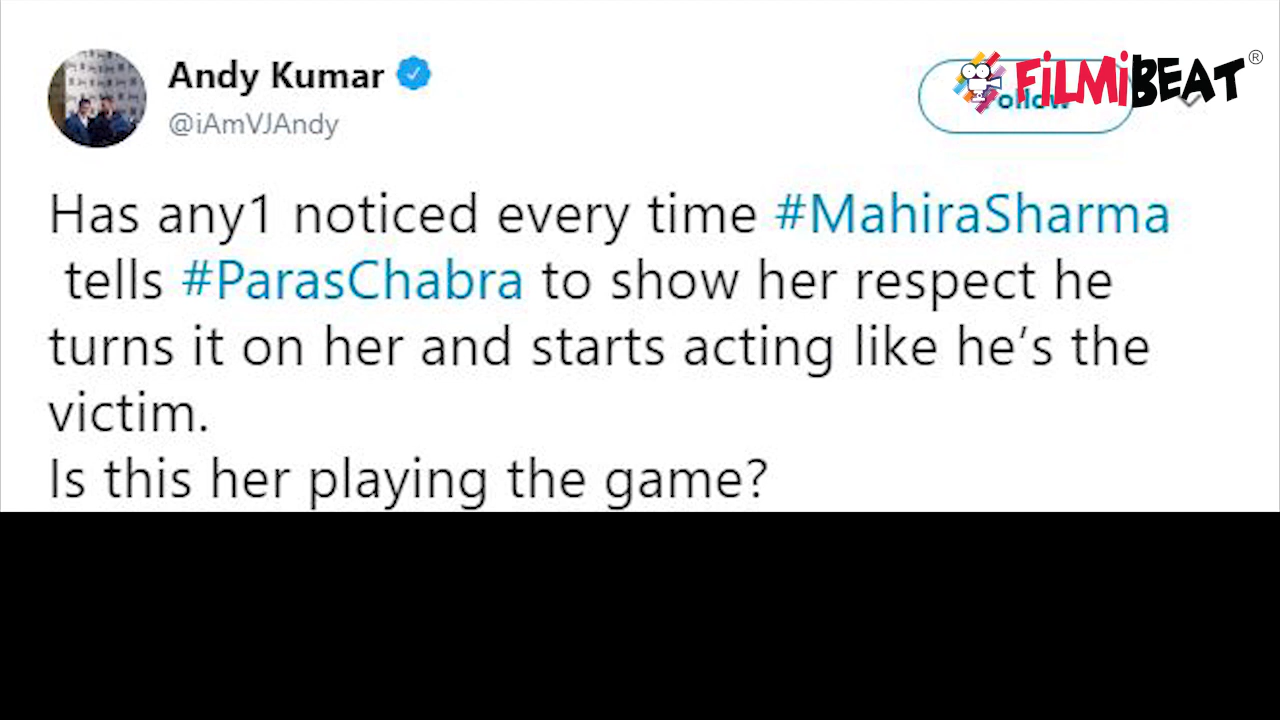 Andy Kumar
@iAmVJAndy
Follow
FiLMiBEAT®
Has any1 noticed every time #MahiraSharma
tells #ParasChabra to show her respect he
turns it on her and starts acting like he’s the
victim.
Is this her playing the game?